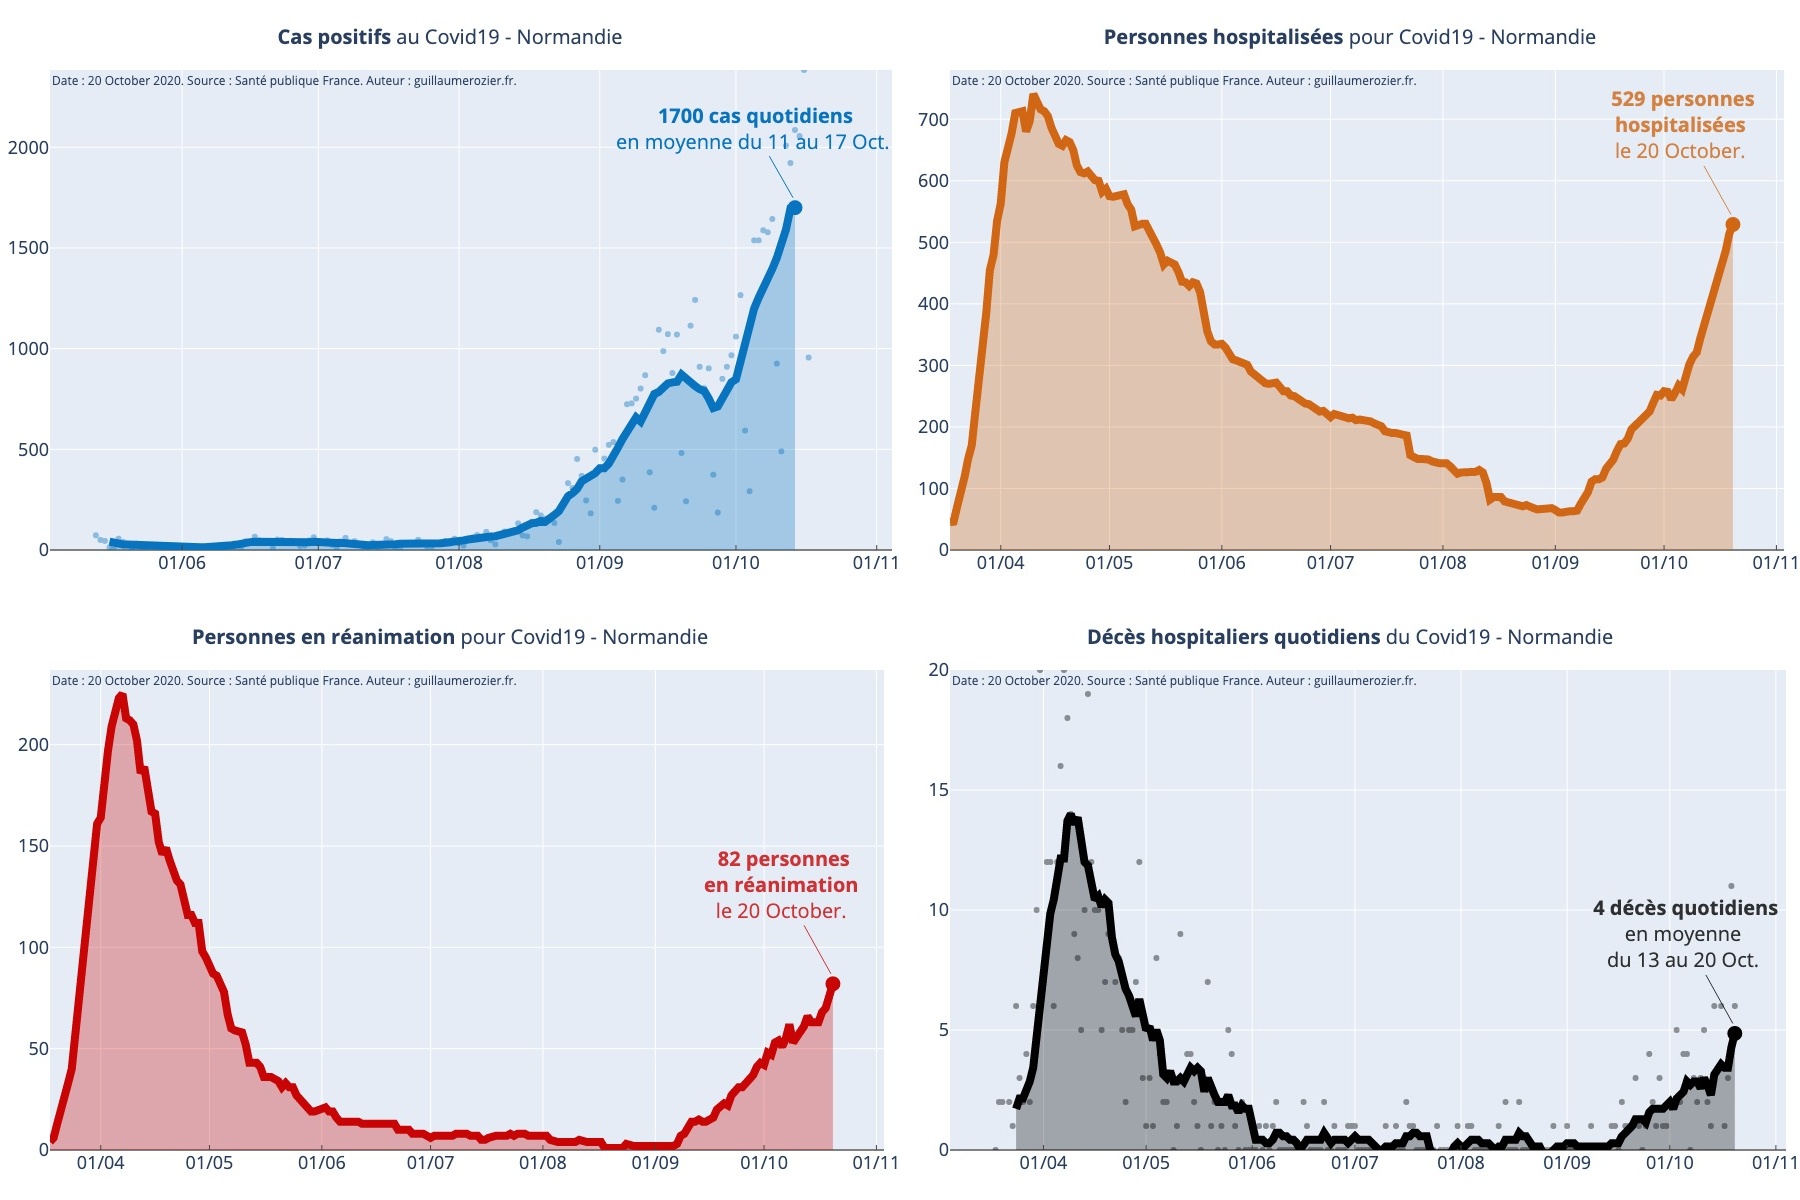 Cas positifs au Covid19 - Normandie
Date : 20 October 2020. Source : Santé publique France. Auteur : guillaumerozier.fr.
1700 cas quotidiens
en moyenne du 11 au 17 Oct.
2000
1500
1000
500
0
01/06 01/07 01/08 01/09 01/10 01/11
Personnes hospitalisées pour Covid19 - Normandie
Date : 20 October 2020. Source : Santé publique France. Auteur : guillaumerozier.fr.
529 personnes
hospitalisées
le 20 October.
700
600
500
400
300
200
100
0
01/04 01/05 01/06 01/07 01/08 01/09 01/10 01/11
Personnes en réanimation pour Covid19 - Normandie
Date : 20 October 2020. Source : Santé publique France. Auteur : guillaumerozier.fr.
82 personnes
en réanimation
le 20 October.
200
150
100
50
0
01/04 01/05 01/06 01/07 01/08 01/09 01/10 01/11
Décès hospitaliers quotidiens du Covid19 - Normandie
Date : 20 October 2020. Source : Santé publique France. Auteur : guillaumerozier.fr.
4 décès quotidiens
en moyenne
du 13 au 20 Oct.
20
15
10
5
0
01/04 01/05 01/06 01/07 01/08 01/09 01/10 01/11